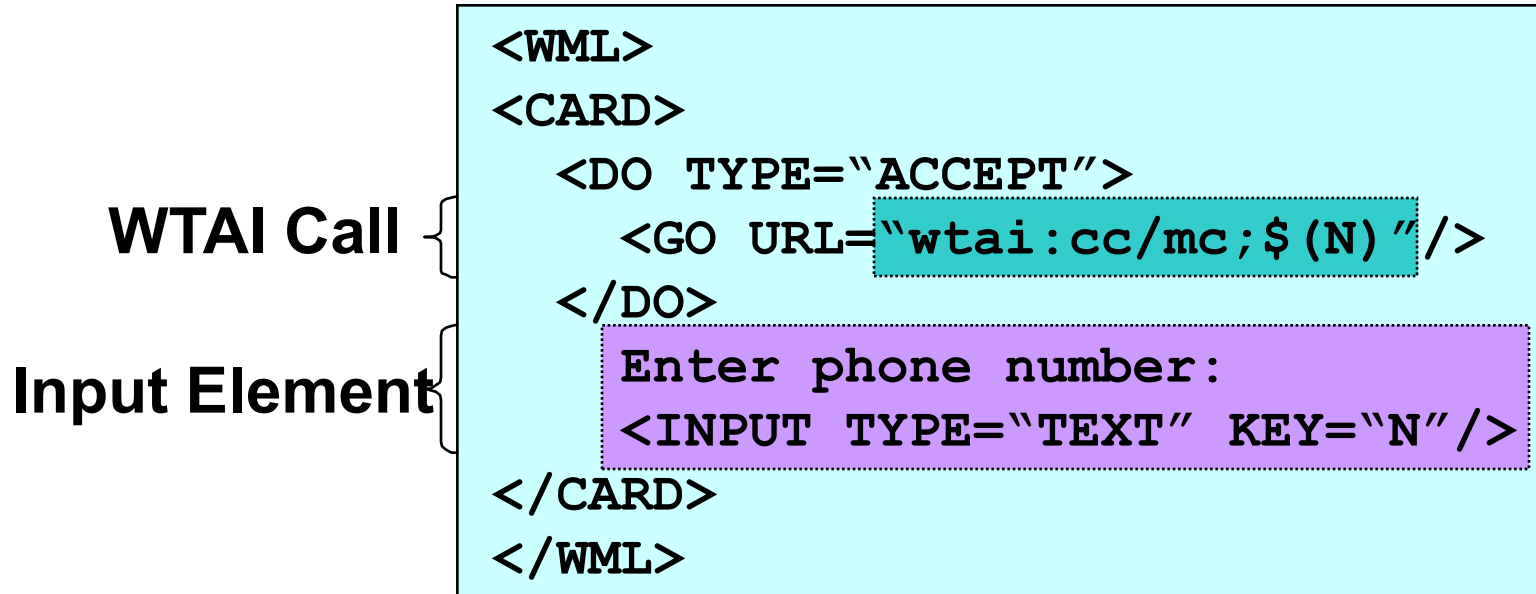 <WML>
<CARD>
<DO TYPE=“ACCEPT”>
WTAI Call
<GO URL=“wtai:cc/mc;$(N)”/>
</DO>
Input Element
Enter phone number:
<INPUT TYPE=“TEXT” KEY=“N”/>
</CARD>
</WML>